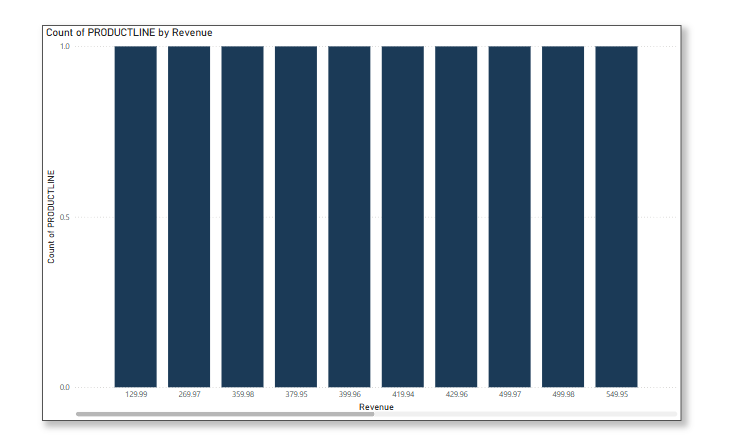 Count of PRODUCTLINE by Revenue
1.0
0.5
0.0
Count of PRODUCTLINE
129.99 269.97 359.98 379.95 399.96 419.94 429.96 499.97 499.98 549.95
Revenue